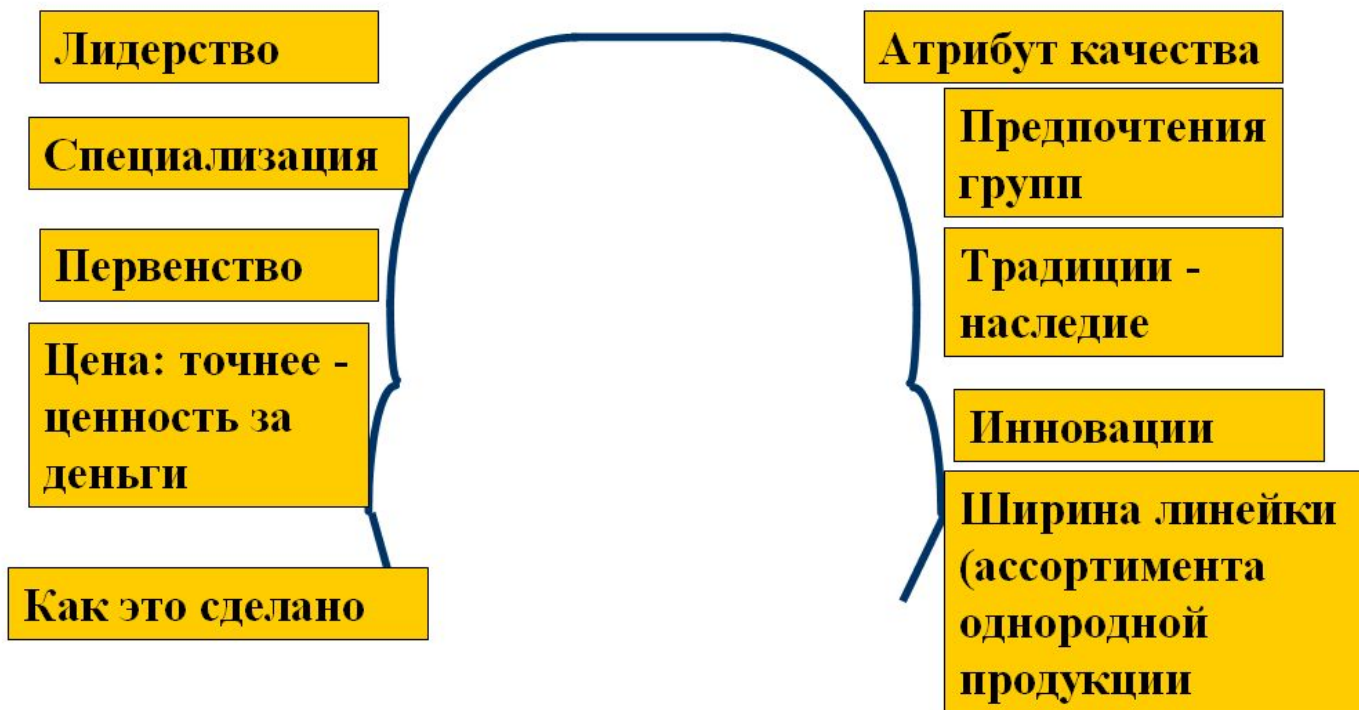 Лидерство
Специализация
Первенство
Цена: точнее -
ценность за
деньги
Как это сделано
Атрибут качества
Предпочтения
групп
Традиции -
наследие
Инновации
Ширина линейки
(ассортимента
однородной
продукции